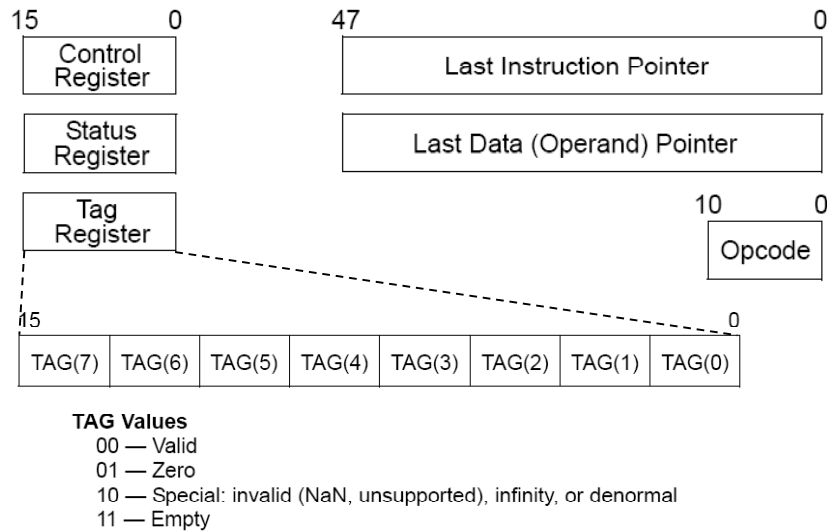 15 0 47 0
Control
Register
Last Instruction Pointer
Status
Register
Last Data (Operand) Pointer
Tag
Register
10 0
Opcode
15 0
TAG(7) TAG(6) TAG(5) TAG(4) TAG(3) TAG(2) TAG(1) TAG(0)
TAG Values
00 — Valid
01 — Zero
10 — Special: invalid (NaN, unsupported), infinity, or denormal
11 — Empty